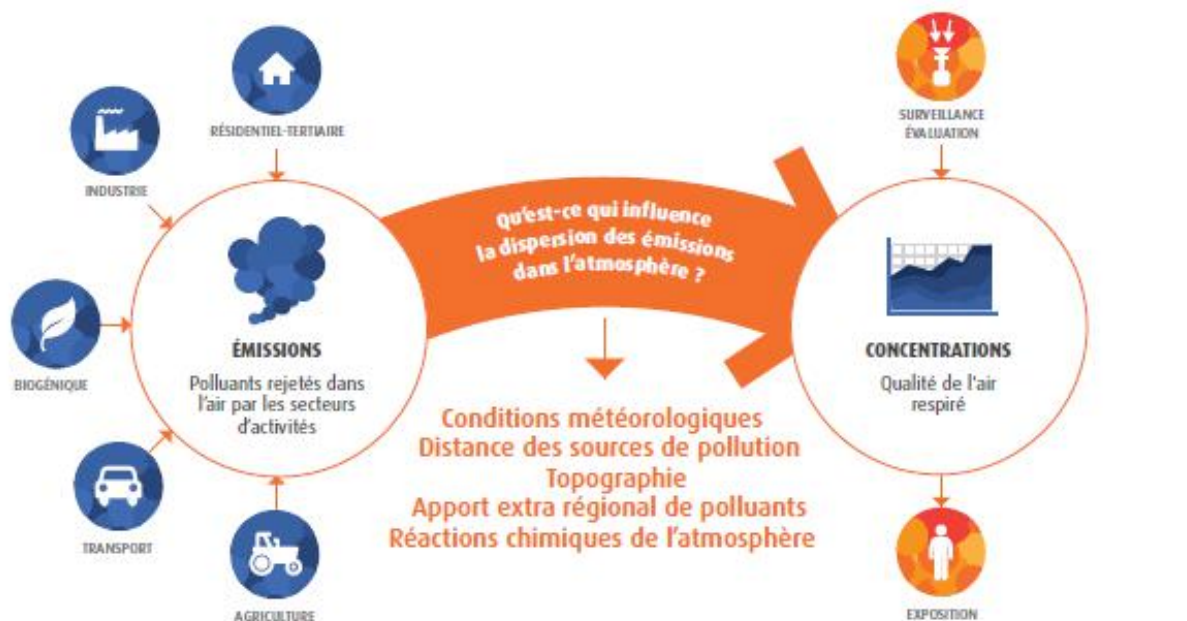 RÉSIDENTIEL-TERTIAIRE
INDUSTRIE
BIOGÉNIQUE
TRANSPORT
AGRICULTURE
ÉMISSIONS
Polluants rejetés dans
l'air par les secteurs
d'activités
Qu'est-ce qui influence
la dispersion des émissions
dans l'atmosphère ?
Conditions météorologiques
Distance des sources de pollution
Topographie
Apport extra régional de polluants
Réactions chimiques de l'atmosphère
SURVEILLANCE
ÉVALUATION
CONCENTRATIONS
Qualité de l'air
respiré
EXPOSITION